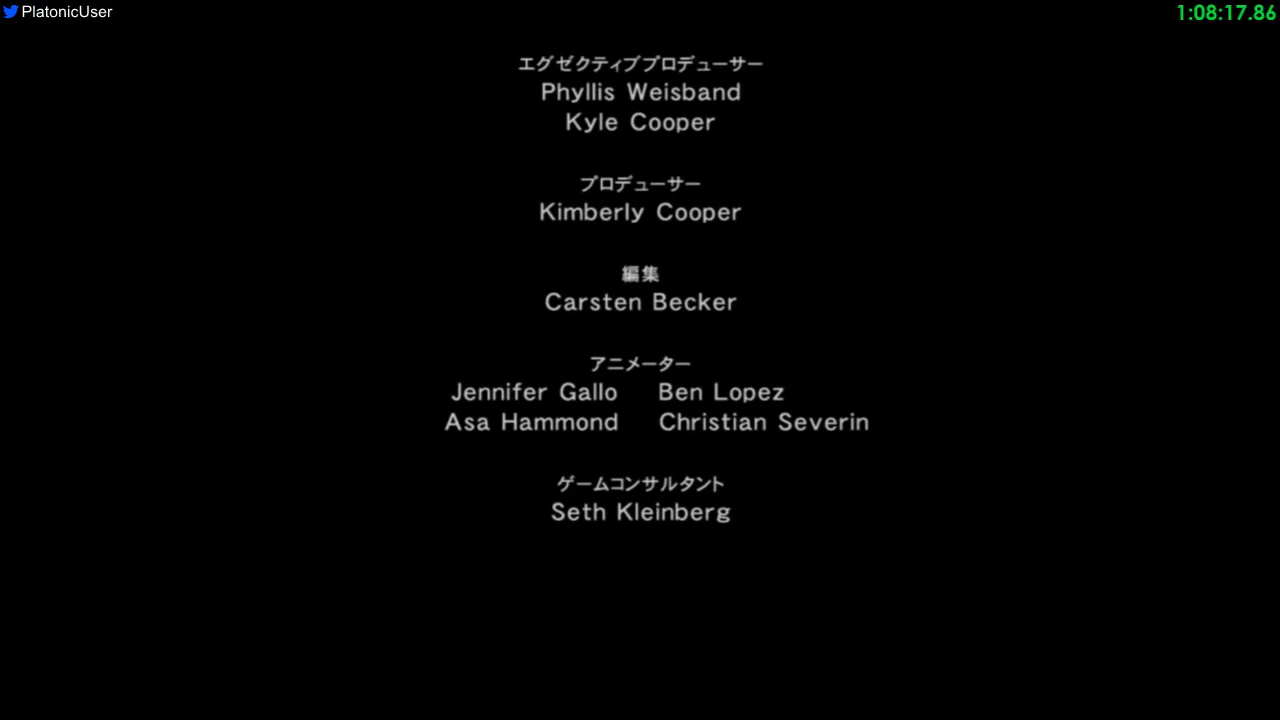 PlatonicUser
1:08:17.86
エグゼクティブプロデューサー
Phyllis Weisband
Kyle Cooper
プロデューサー
Kimberly Cooper
編集
Carsten Becker
アニメーター
Jennifer Gallo Ben Lopez
Asa Hammond Christian Severin
ゲームコンサルタント
Seth Kleinberg